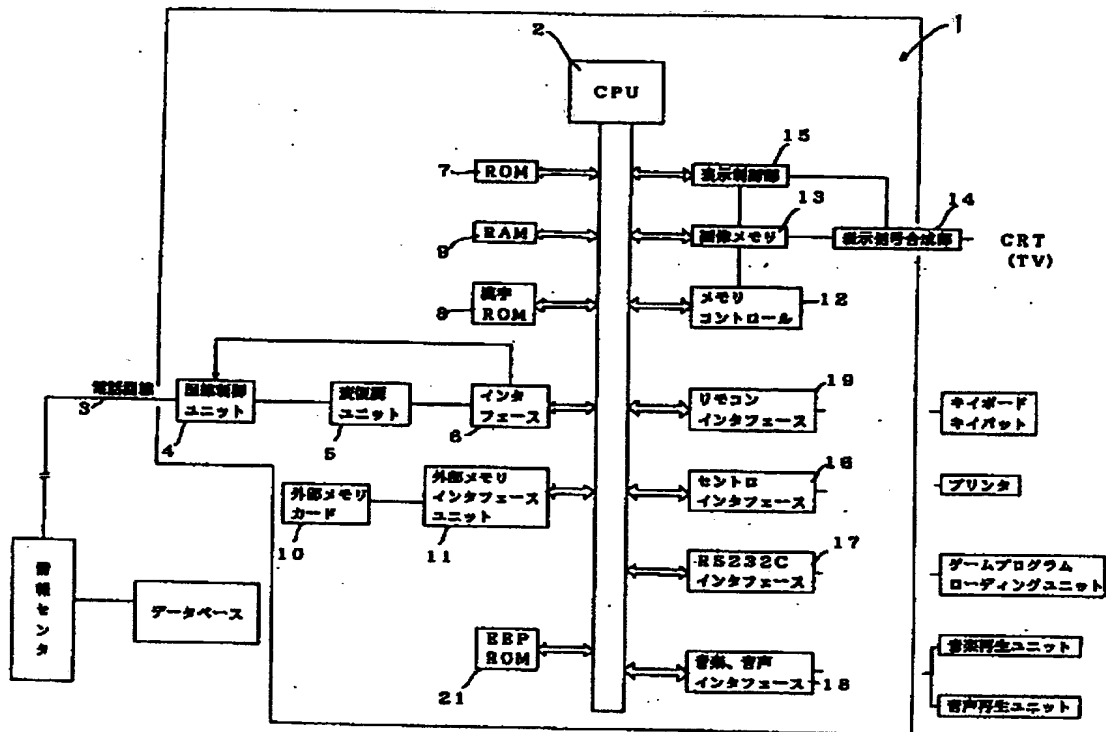 1
2
CPU
15
7
ROM
表示制御部
13
14
9
RAM
画像メモリ
表示信号合成部
CRT
(TV)
漢字
8
ROM
メモリ
コントロール
12
電話回線
3
回線制御
ユニット
4
変復調
ユニット
5
インタ
フェース
6
19
リモコン
インタフェース
キイボード
キイパット
外部メモリ
カード
10
外部メモリ
インタフェース
ユニット
11
16
セントロ
インタフェース
プリンタ
17
RS232C
インタフェース
ゲームプログラム
ローディングユニット
情報センタ
データベース
EEP
ROM
21
音楽、音声
インタフェース
18
音楽再生ユニット
音声再生ユニット